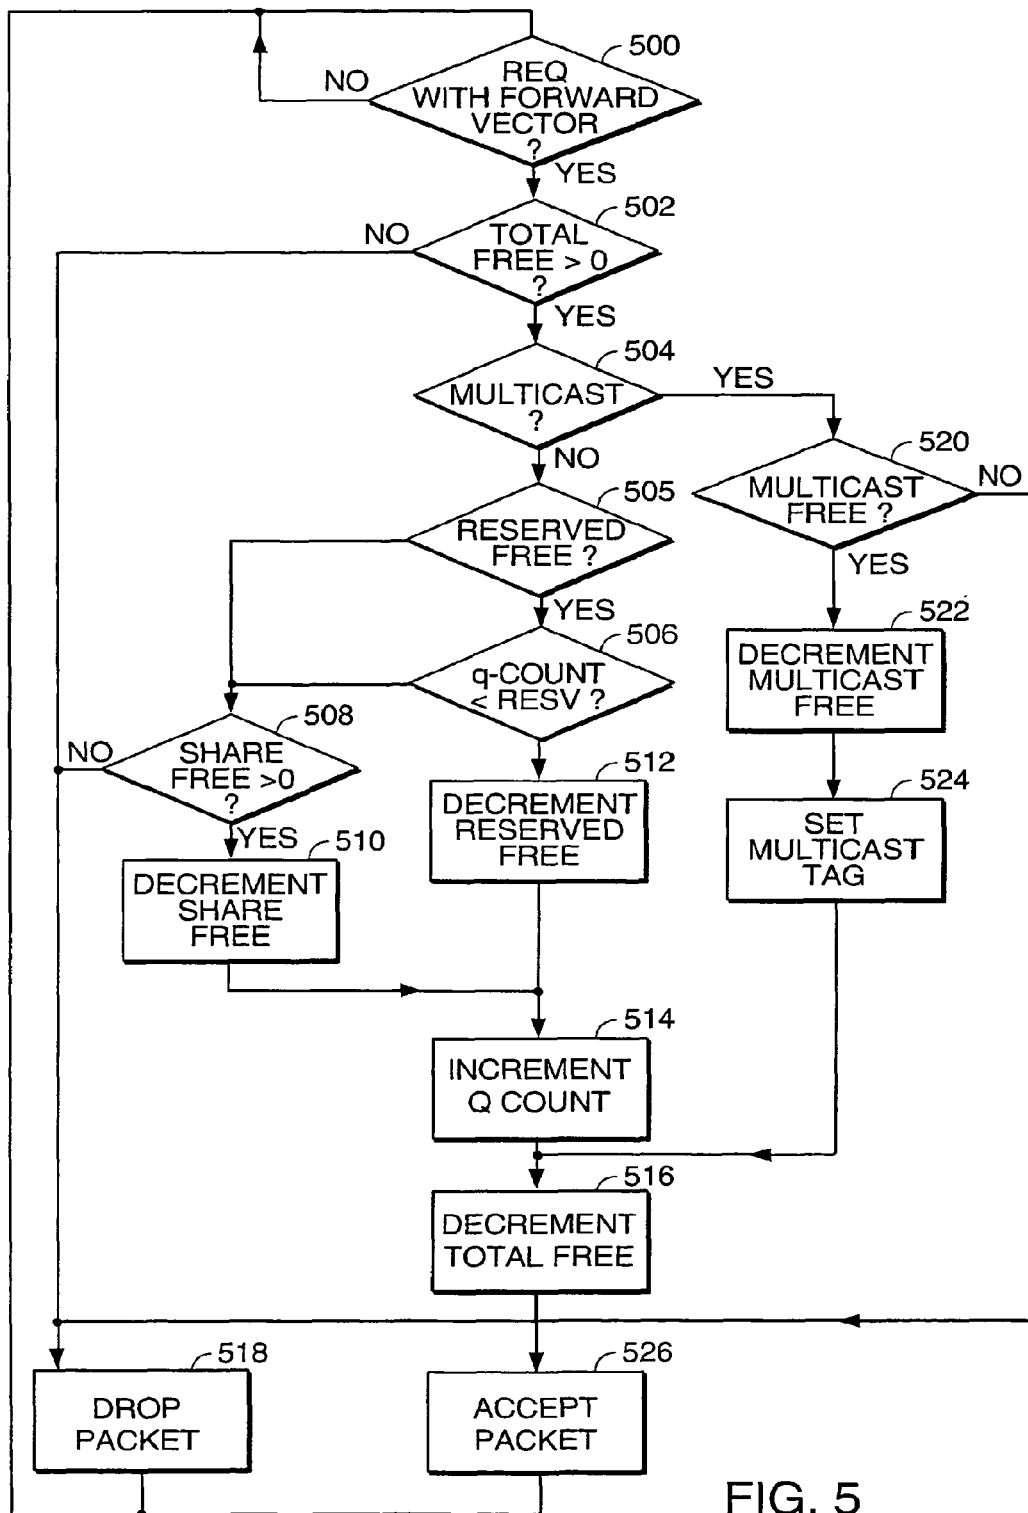 500
REQ
WITH FORWARD
VECTOR
?
NO
YES
502
TOTAL
FREE > 0
?
NO
YES
504
MULTICAST
?
YES
NO
520
MULTICAST
FREE ?
NO
YES
505
RESERVED
FREE ?
YES
506
q-COUNT
< RESV ?
522
DECREMENT
MULTICAST
FREE
508
SHARE
FREE >0
?
NO
YES
512
DECREMENT
RESERVED
FREE
524
SET
MULTICAST
TAG
510
DECREMENT
SHARE
FREE
514
INCREMENT
Q COUNT
516
DECREMENT
TOTAL FREE
518
DROP
PACKET
526
ACCEPT
PACKET
FIG. 5